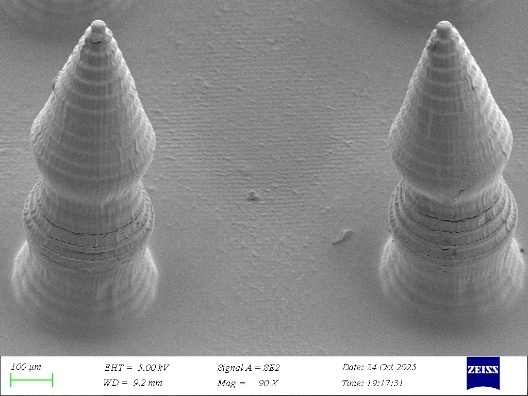 100 µm
EHT = 5.00 kV
Signal A = SE2
Date: 24 Oct 2025
ZEISS
WD = 9.2 mm
Mag = 90 X
Time: 19:17:31